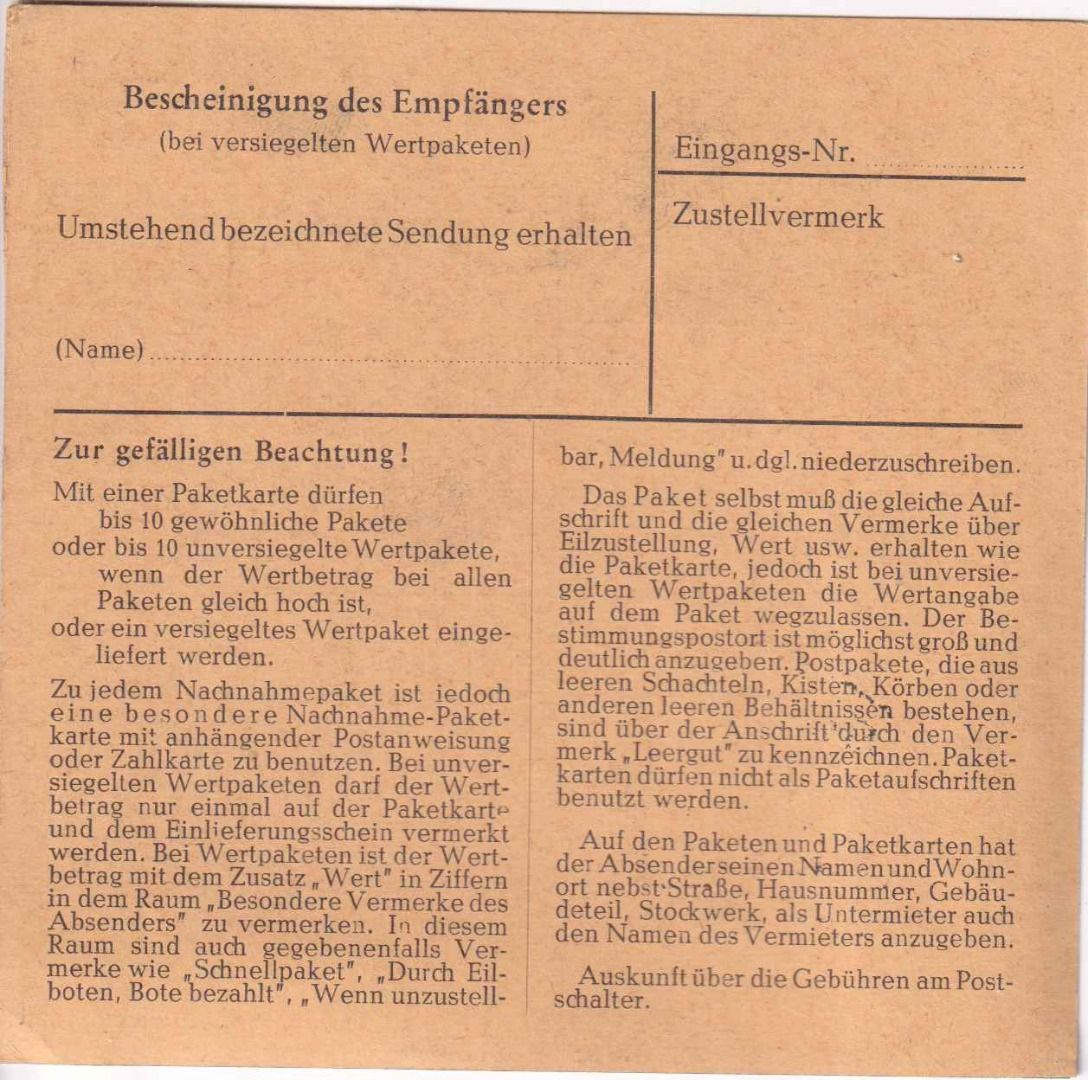 Bescheinigung des Empfängers
(bei versiegelten Wertpaketen)
Umstehend bezeichnete Sendung erhalten
(Name)
Eingangs-Nr.
Zustellvermerk
Zur gefälligen Beachtung!
Mit einer Paketkarte dürfen
bis 10 gewöhnliche Pakete
oder bis 10 unversiegelte Wertpakete,
wenn der Wertbetrag bei allen
Paketen gleich hoch ist,
oder ein versiegeltes Wertpaket einge-
liefert werden.
Zu jedem Nachnahmepaket ist jedoch
eine besondere Nachnahme-Paket-
karte mit anhängender Postanweisung
oder Zahlkarte zu benutzen. Bei unver-
siegelten Wertpaketen darf der Wert-
betrag nur einmal auf der Paketkarte
und dem Einlieferungsschein vermerkt
werden. Bei Wertpaketen ist der Wert-
betrag mit dem Zusatz „Wert" in Ziffern
in dem Raum „Besondere Vermerke des
Absenders" zu vermerken. In diesem
Raum sind auch gegebenenfalls Ver-
merke wie „Schnellpaket", „Durch Eil-
boten, Bote bezahlt", „Wenn unzustell-
bar, Meldung" u. dgl. niederzuschreiben.
Das Paket selbst muß die gleiche Auf-
schrift und die gleichen Vermerke über
Eilzustellung, Wert usw. erhalten wie
die Paketkarte, jedoch ist bei unversie-
gelten Wertpaketen die Wertangabe
auf dem Paket wegzulassen. Der Be-
stimmungspostort ist möglichst groß und
deutlich anzugeben. Postpakete, die aus
leeren Schachteln, Kisten, Körben oder
anderen leeren Behältnissen bestehen,
sind über der Anschrift durch den Ver-
merk „Leergut" zu kennzeichnen. Paket-
karten dürfen nicht als Paketaufschriften
benutzt werden.
Auf den Paketen und Paketkarten hat
der Absender seinen Namen und Wohn-
ort nebst Straße, Hausnummer, Gebäu-
deteil, Stockwerk, als Untermieter auch
den Namen des Vermieters anzugeben.
Auskunft über die Gebühren am Post-
schalter.